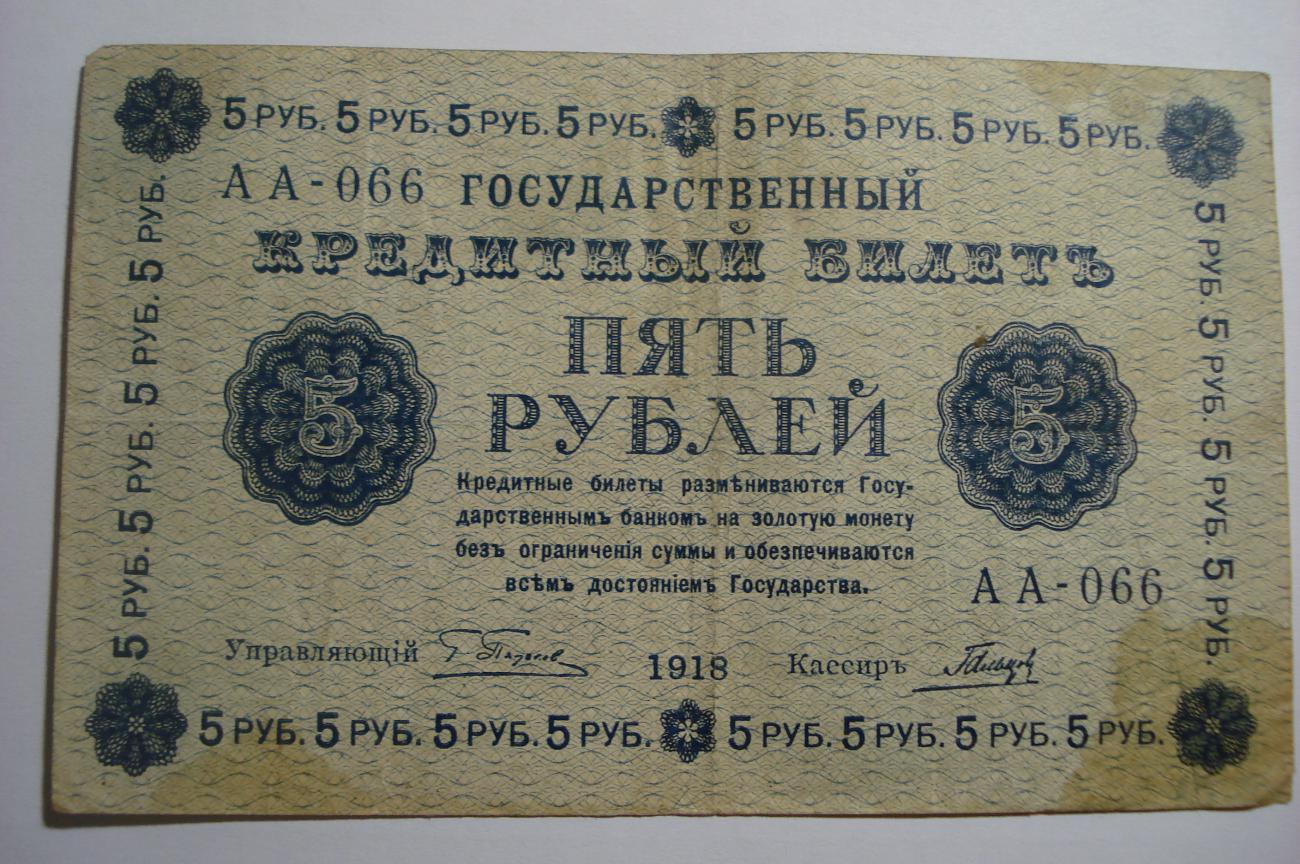 5 РУБ. 5 РУБ. 5 РУБ. 5 РУБ. 5 РУБ. 5 РУБ. 5 РУБ. 5 РУБ.
АА-066 ГОСУДАРСТВЕННЫЙ
КРЕДИТНЫЙ БИЛЕТЪ
ПЯТЬ
РУБЛЕЙ
5
5
Кредитные билеты размѣниваются Госу-
дарственнымъ банкомъ на золотую монету
безъ ограниченія суммы и обезпечиваются
всѣмъ достояніемъ Государства.
АА-066
Управляющій
1918
Кассиръ
5 РУБ. 5 РУБ. 5 РУБ. 5 РУБ.
5 РУБ. 5 РУБ. 5 РУБ. 5 РУБ.
5 РУБ. 5 РУБ. 5 РУБ. 5 РУБ. 5 РУБ. 5 РУБ. 5 РУБ. 5 РУБ.